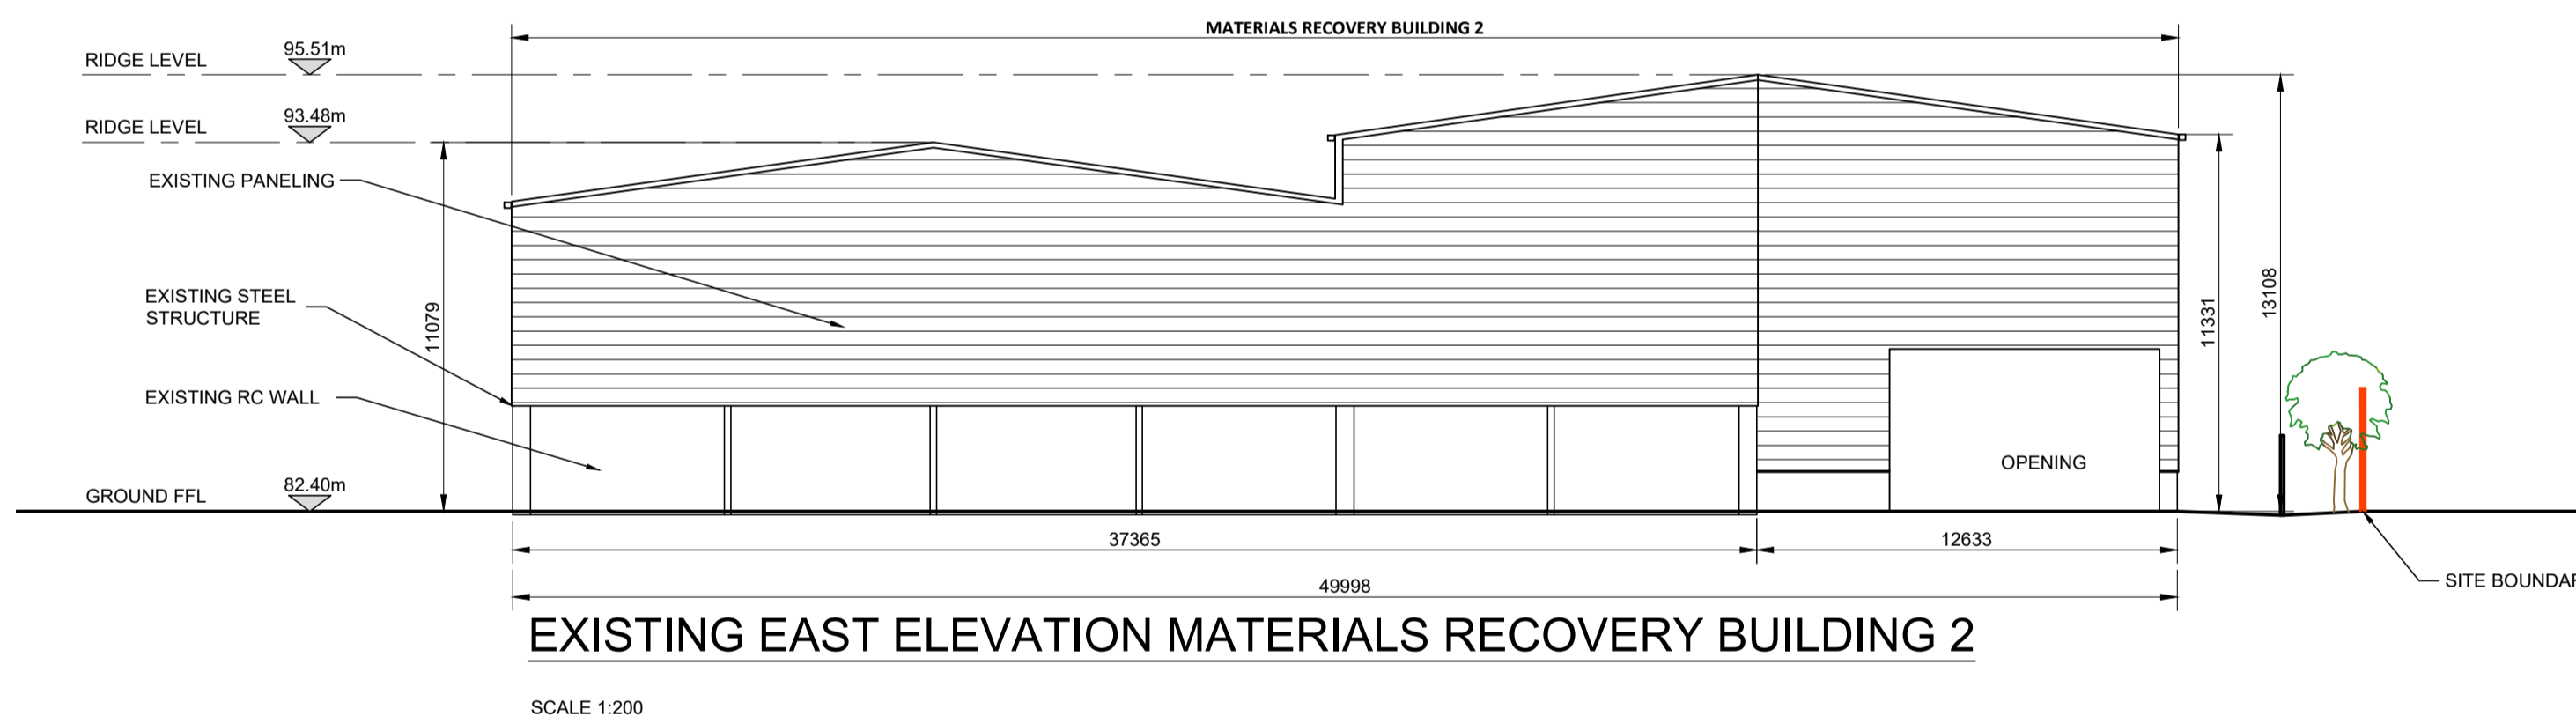 MATERIALS RECOVERY BUILDING 2
RIDGE LEVEL 95.51m
RIDGE LEVEL 93.48m
EXISTING PANELING
EXISTING STEEL
STRUCTURE
11079
11331
13108
EXISTING RC WALL
OPENING
GROUND FFL 82.40m
37365 12633
49998
SITE BOUNDAR
EXISTING EAST ELEVATION MATERIALS RECOVERY BUILDING 2
SCALE 1:200